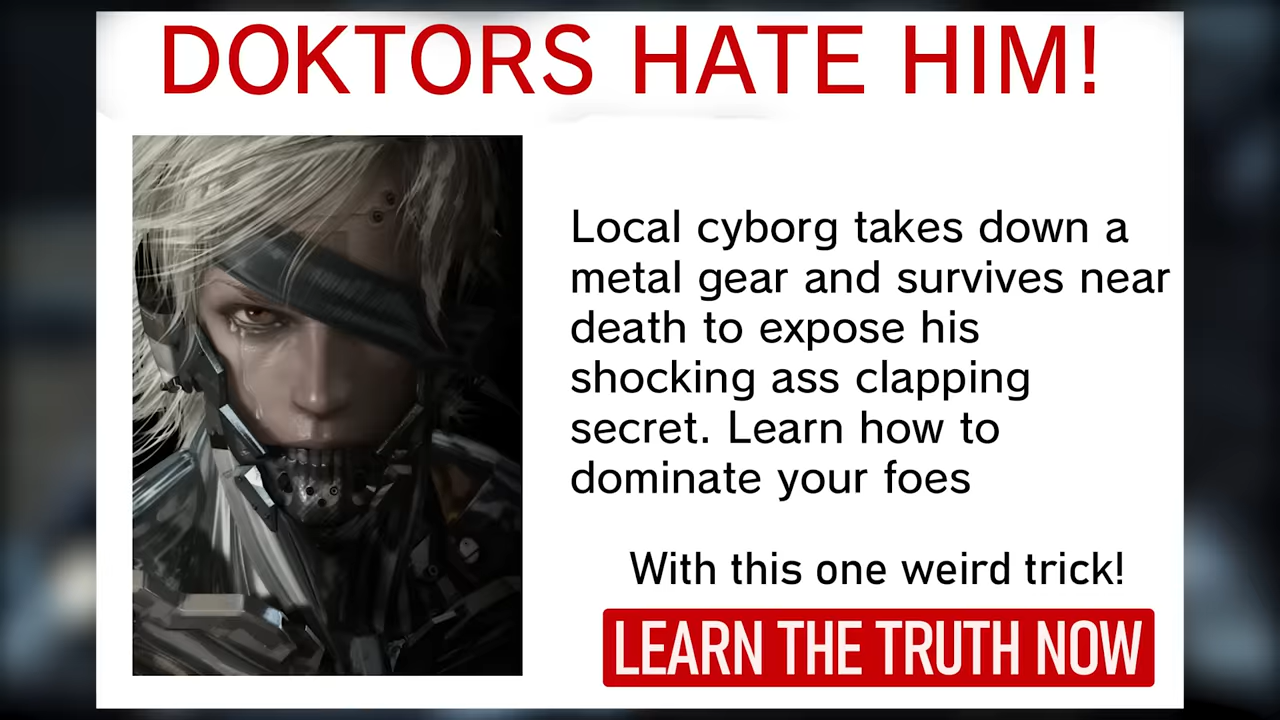 DOKTORS HATE HIM!
Local cyborg takes down a
metal gear and survives near
death to expose his
shocking ass clapping
secret. Learn how to
dominate your foes
With this one weird trick!
LEARN THE TRUTH NOW